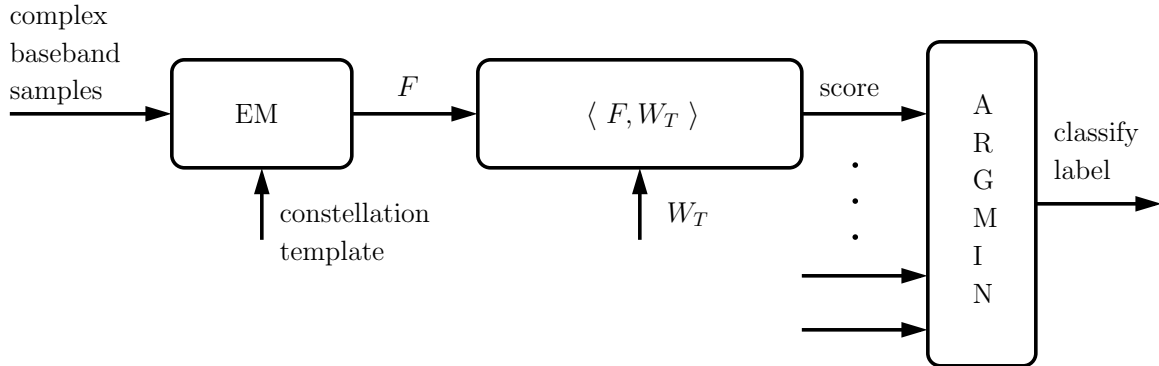 complex
baseband
samples
EM
F
⟨ F, W_T ⟩
score
A
R
G
M
I
N
classify
label
constellation
template
W_T